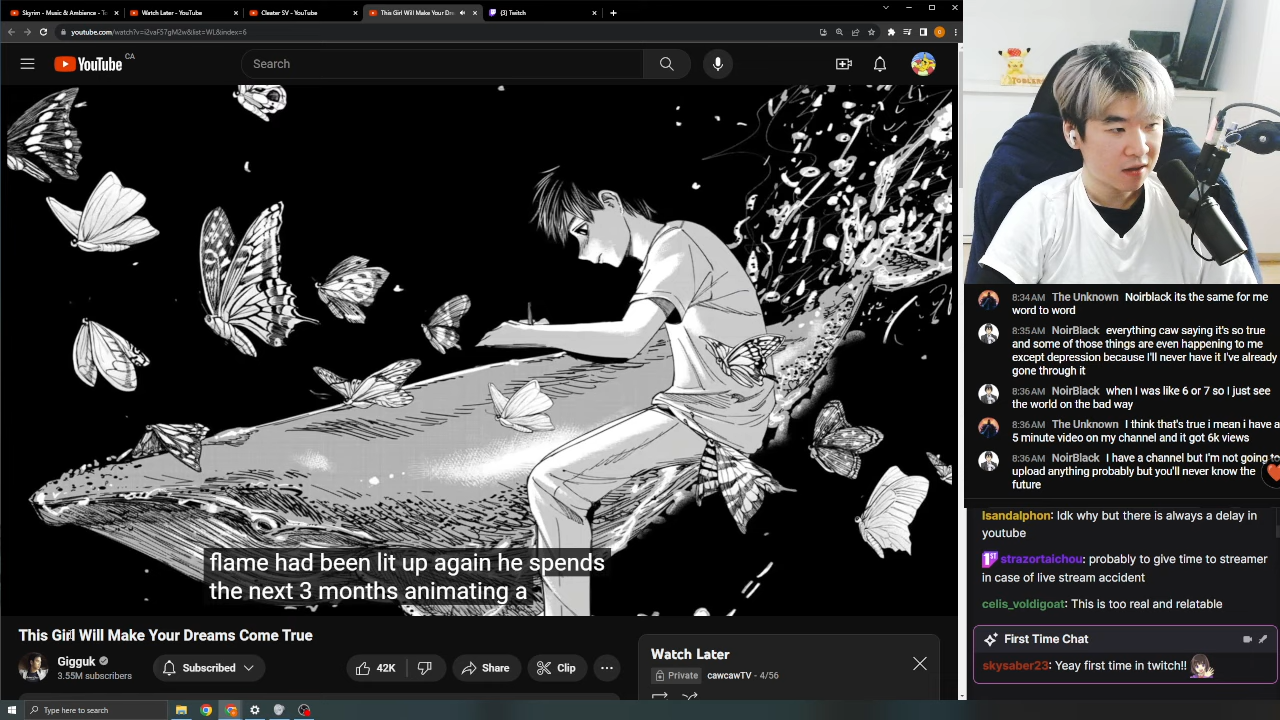 Skyrim - Music & Ambience - To
Watch Later - YouTube
Cleater SV - YouTube
This Girl Will Make Your Dre
(3) Twitch
youtube.com/watch?v=i2vaF57gM2w&list=WL&index=6
YouTube CA
Search
flame had been lit up again he spends
the next 3 months animating a
This Girl Will Make Your Dreams Come True
Gigguk
3.55M subscribers
Subscribed
42K
Share
Clip
Watch Later
Private cawcawTV - 4/56
Type here to search
8:34 AM The Unknown Noirblack its the same for me
word to word
8:35 AM NoirBlack everything caw saying it's so true
and some of those things are even happening to me
except depression because I'll never have it I've already
gone through it
8:36 AM NoirBlack when I was like 6 or 7 so I just see
the world on the bad way
8:36 AM The Unknown I think that's true i mean i have a
5 minute video on my channel and it got 6k views
8:36 AM NoirBlack I have a channel but I'm not going to
upload anything probably but you'll never know the
future
Isandalphon: Idk why but there is always a delay in
youtube
1ST strazortaichou: probably to give time to streamer
in case of live stream accident
celis_voldigoat: This is too real and relatable
First Time Chat
skysaber23: Yeay first time in twitch!!